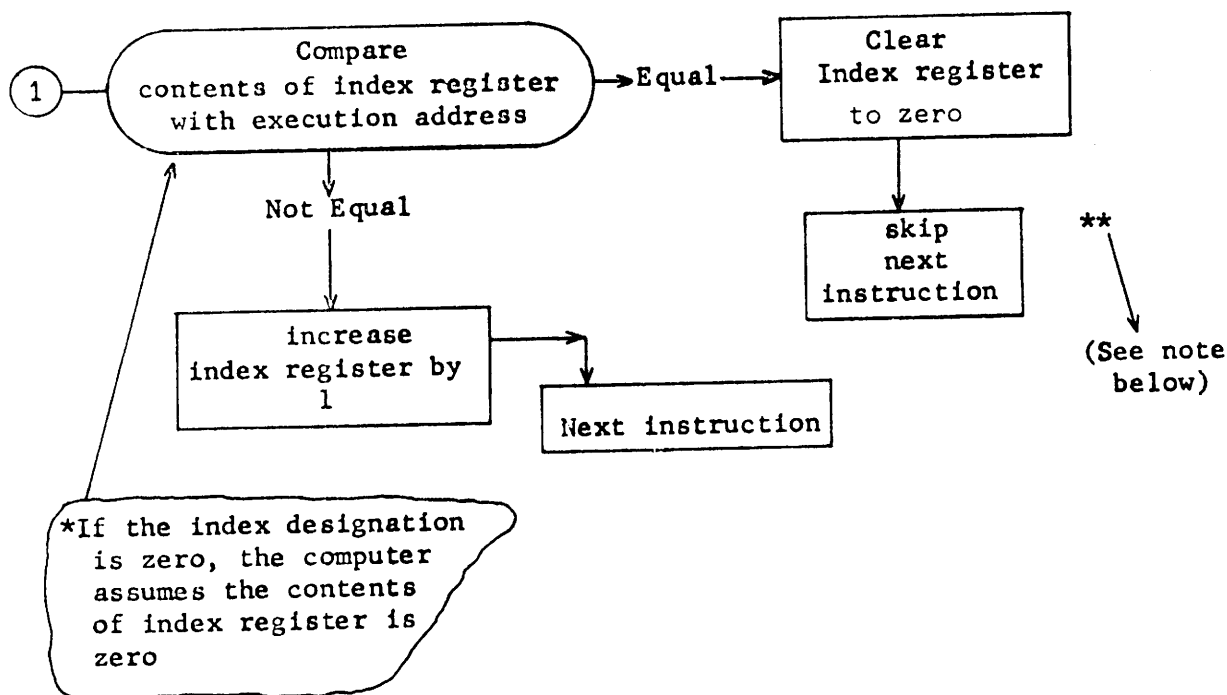 1
Compare
contents of index register
with execution address
Equal
Clear
Index register
to zero
Not Equal
skip
next
instruction
**
(See note
below)
increase
index register by
1
Next instruction
*If the index designation
is zero, the computer
assumes the contents
of index register is
zero